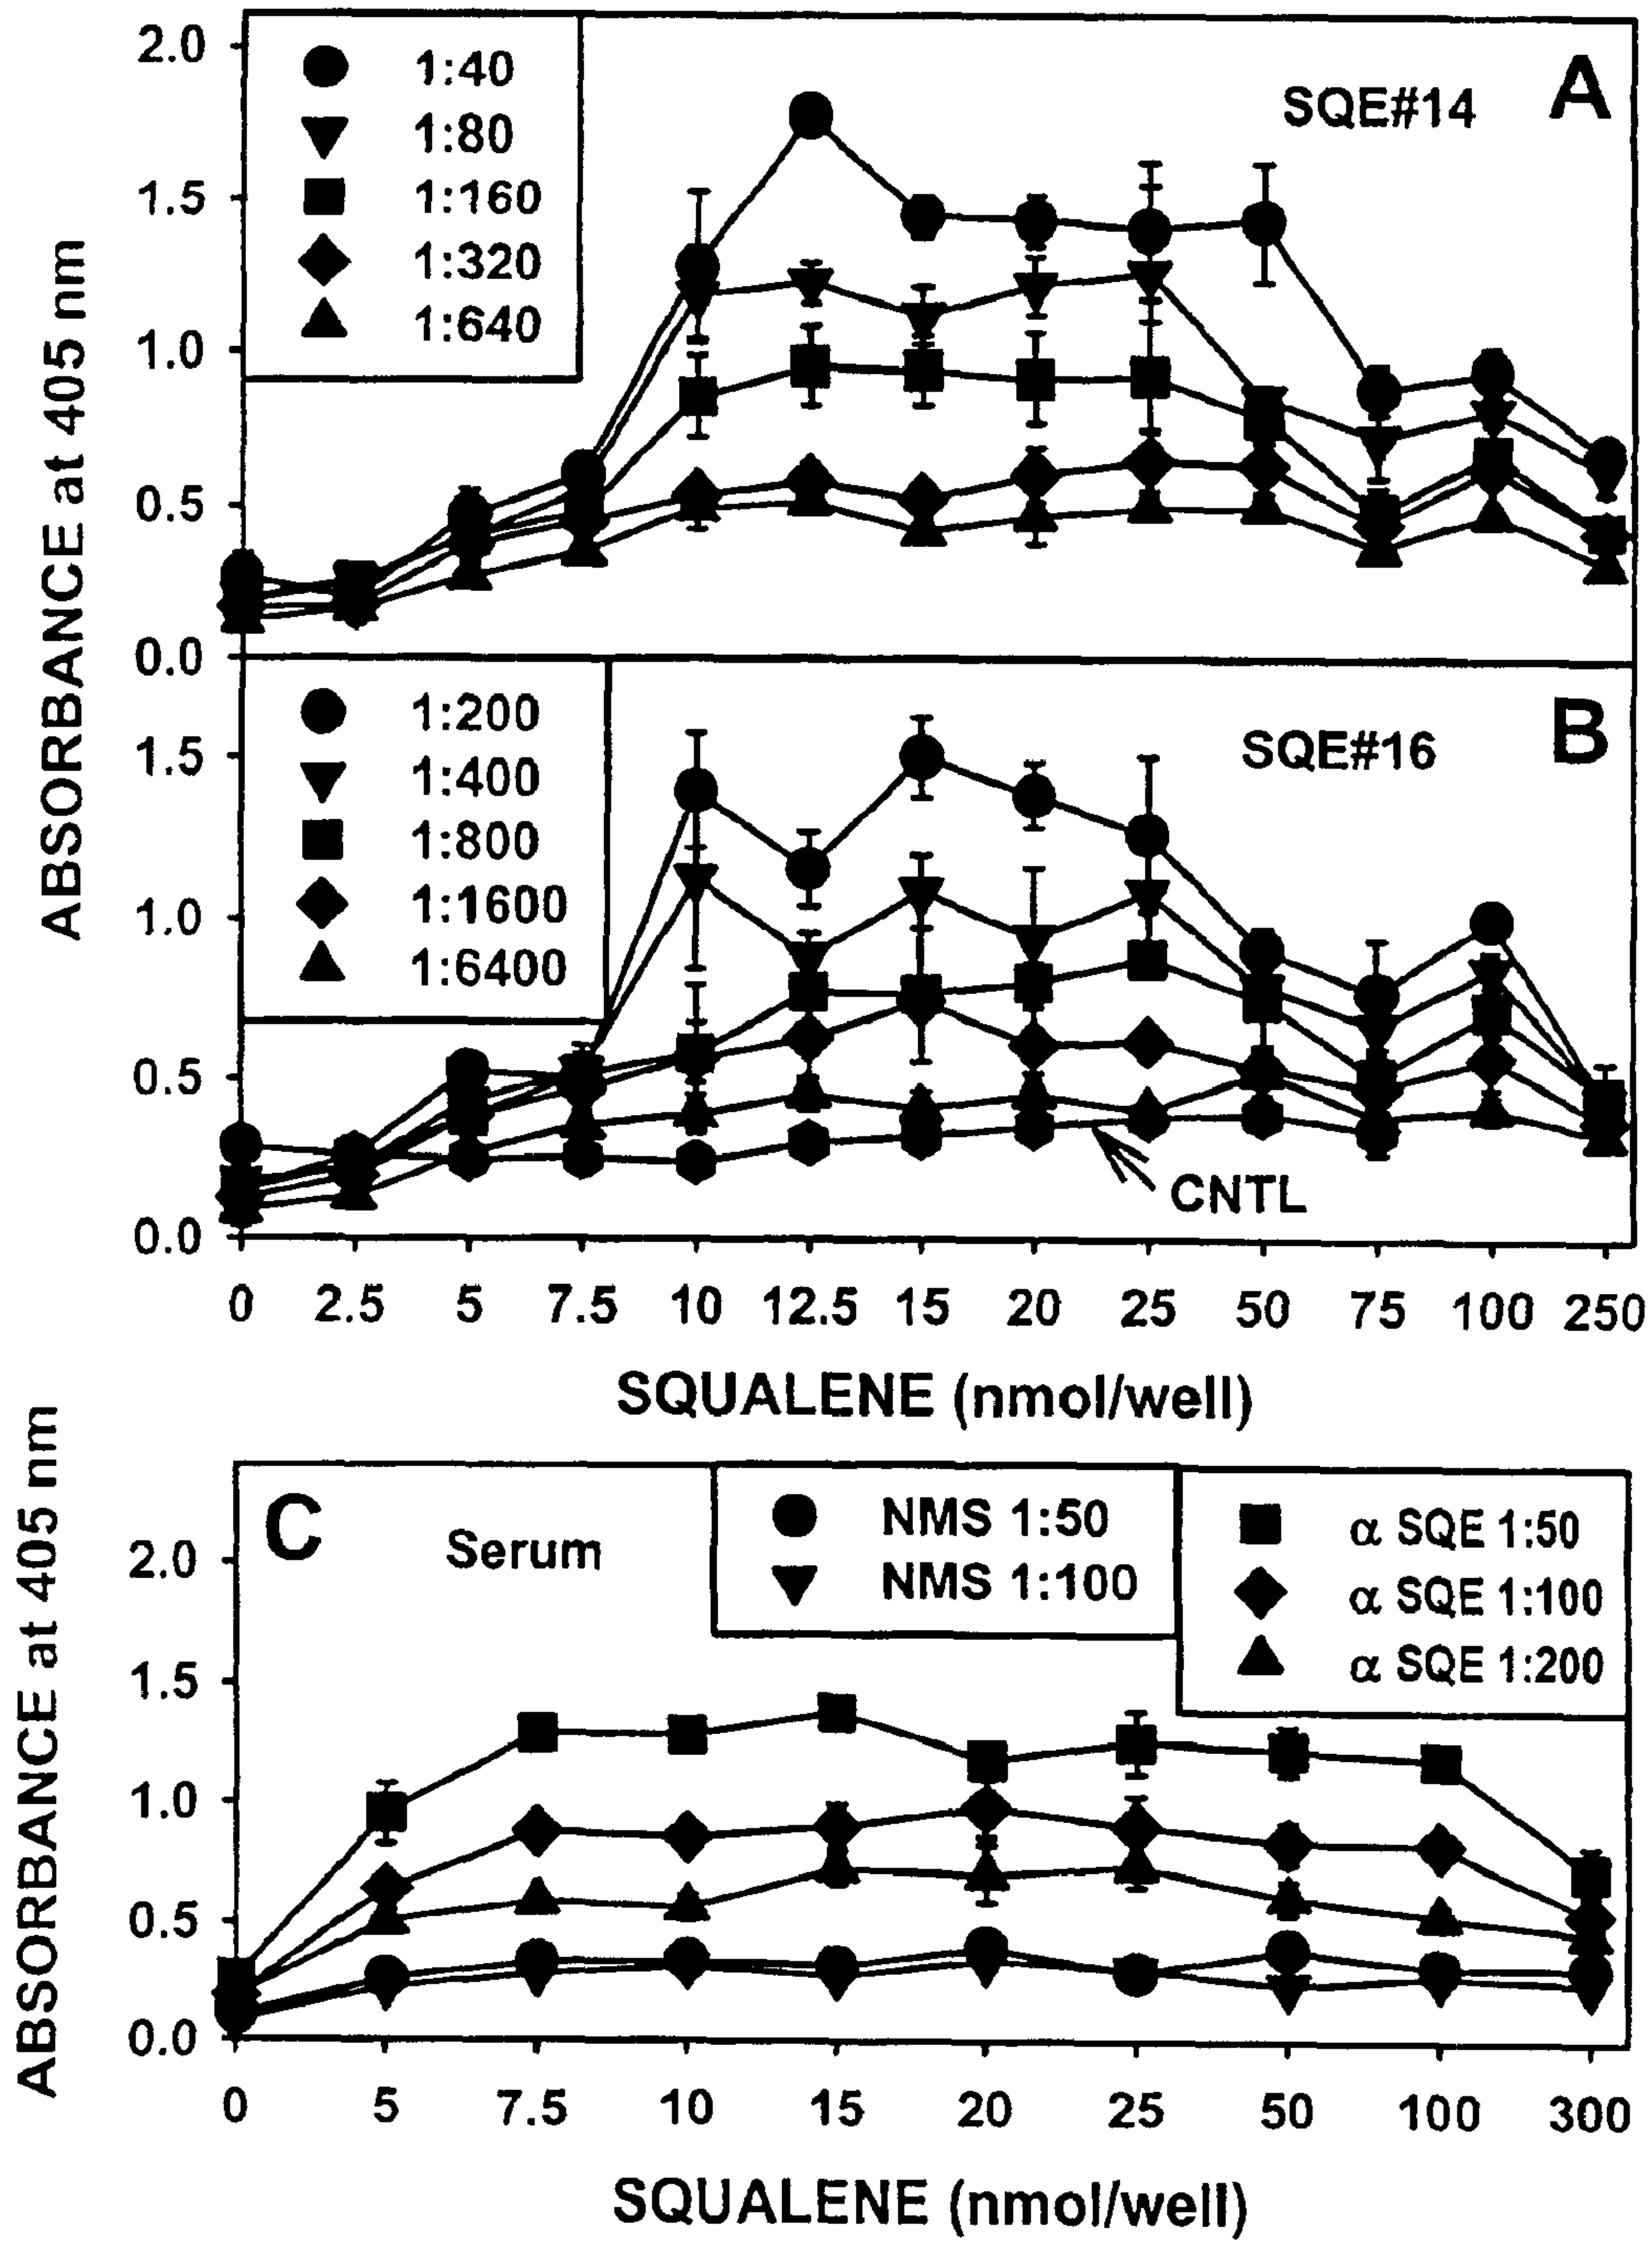 ABSORBANCE at 405 nm
2.0
1.5
1.0
0.5
0.0
1:40
1:80
1:160
1:320
1:640
SQE#14
A
1.5
1.0
0.5
0.0
1:200
1:400
1:800
1:1600
1:6400
SQE#16
B
CNTL
0 2.5 5 7.5 10 12.5 15 20 25 50 75 100 250
SQUALENE (nmol/well)
ABSORBANCE at 405 nm
2.0
1.5
1.0
0.5
0.0
C
Serum
NMS 1:50
NMS 1:100
α SQE 1:50
α SQE 1:100
α SQE 1:200
0 5 7.5 10 15 20 25 50 100 300
SQUALENE (nmol/well)